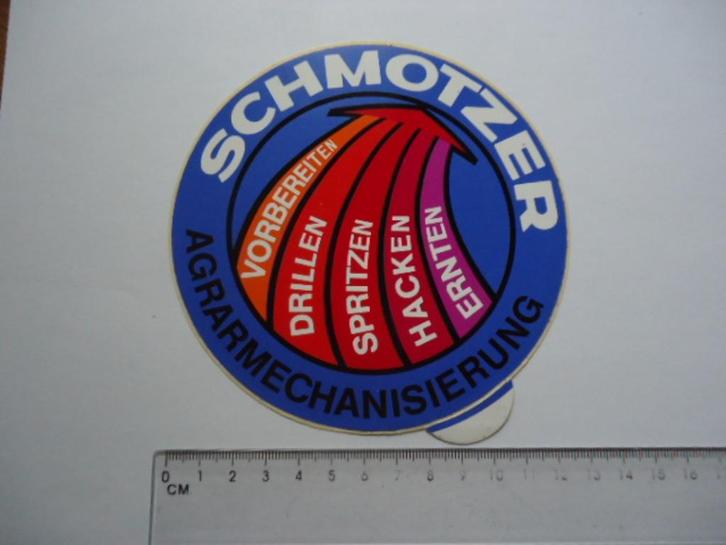 SCHMOTZER
VORBEREITEN
DRILLEN
SPRITZEN
HACKEN
ERNTEN
AGRARMECHANISIERUNG
0 1 2 3 4 5 6 7 8 9 10 11 12 13 14 15 16
CM